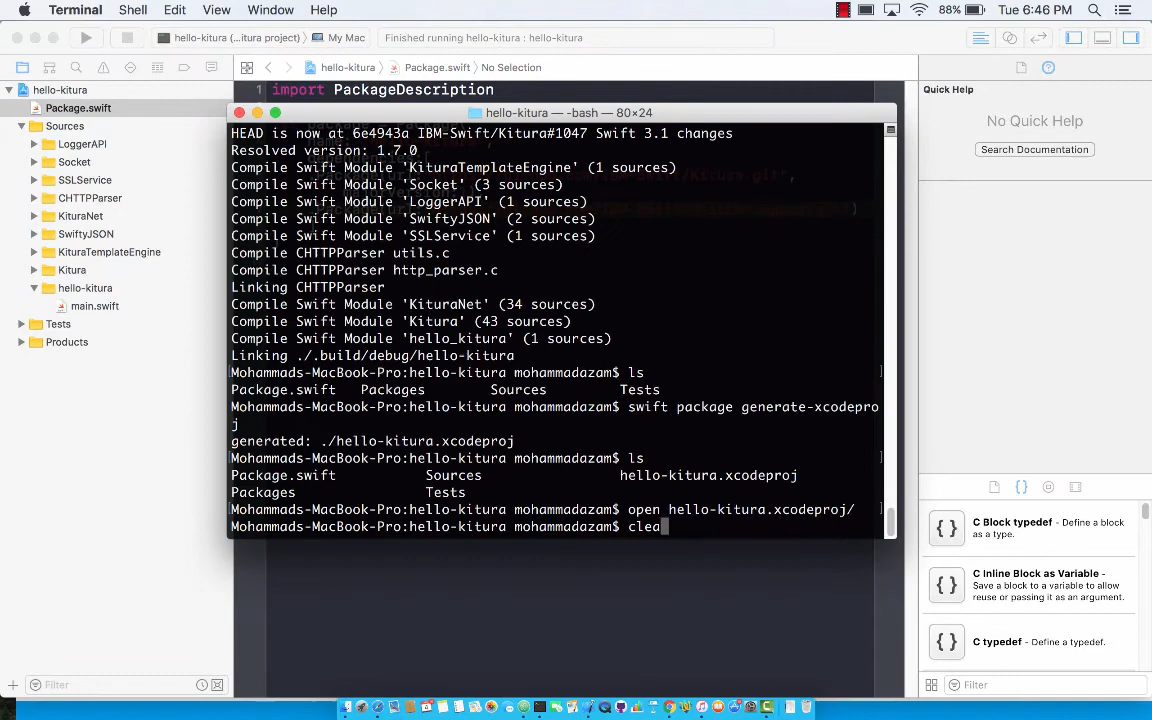 Terminal Shell Edit View Window Help 88% Tue 6:46 PM
hello-kitura (...itura project) My Mac Finished running hello-kitura : hello-kitura
hello-kitura Package.swift No Selection
hello-kitura
Package.swift
Sources
LoggerAPI
Socket
SSLService
CHTTPParser
KituraNet
SwiftyJSON
KituraTemplateEngine
Kitura
hello-kitura
main.swift
Tests
Products
Filter
1 import PackageDescription
hello-kitura — -bash — 80×24
HEAD is now at 6e4943a IBM-Swift/Kitura#1047 Swift 3.1 changes
Resolved version: 1.7.0
Compile Swift Module 'KituraTemplateEngine' (1 sources)
Compile Swift Module 'Socket' (3 sources)
Compile Swift Module 'LoggerAPI' (1 sources)
Compile Swift Module 'SwiftyJSON' (2 sources)
Compile Swift Module 'SSLService' (1 sources)
Compile CHTTPParser utils.c
Compile CHTTPParser http_parser.c
Linking CHTTPParser
Compile Swift Module 'KituraNet' (34 sources)
Compile Swift Module 'Kitura' (43 sources)
Compile Swift Module 'hello_kitura' (1 sources)
Linking ./.build/debug/hello-kitura
[Mohammads-MacBook-Pro:hello-kitura mohammadazam$ ls ]
Package.swift Packages Sources Tests
Mohammads-MacBook-Pro:hello-kitura mohammadazam$ swift package generate-xcodepro
j
generated: ./hello-kitura.xcodeproj
[Mohammads-MacBook-Pro:hello-kitura mohammadazam$ ls ]
Package.swift Sources hello-kitura.xcodeproj
Packages Tests
[Mohammads-MacBook-Pro:hello-kitura mohammadazam$ open hello-kitura.xcodeproj/ ]
Mohammads-MacBook-Pro:hello-kitura mohammadazam$ clea
Quick Help
No Quick Help
Search Documentation
{ } C Block typedef - Define a block
as a type.
{ } C Inline Block as Variable -
Save a block to a variable to allow
reuse or passing it as an argument.
{ } C typedef - Define a typedef.
Filter